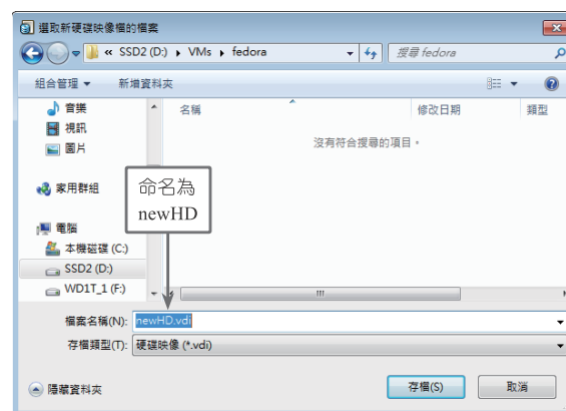 選取新硬碟映像檔的檔案
« SSD2 (D:) ▸ VMs ▸ fedora
搜尋 fedora
組合管理 ▼ 新增資料夾
名稱 修改日期 類型
沒有符合搜尋的項目。
音樂
視訊
圖片
家用群組
電腦
本機磁碟 (C:)
SSD2 (D:)
WD1T_1 (F:)
命名為
newHD
檔案名稱(N): newHD.vdi
存檔類型(T): 硬碟映像 (*.vdi)
隱藏資料夾
存檔(S) 取消